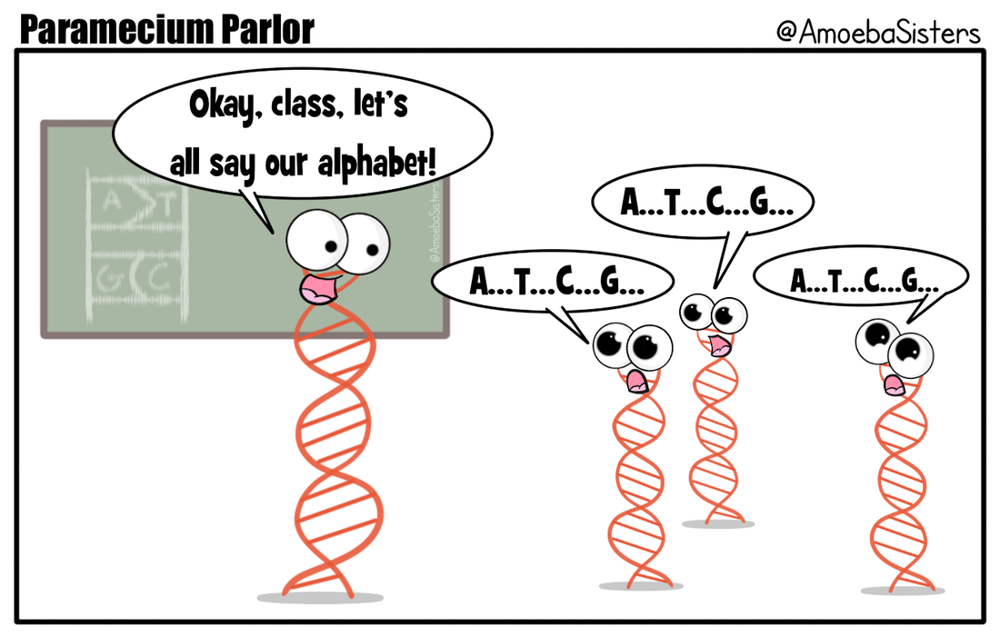 Paramecium Parlor
@AmoebaSisters
Okay, class, let's
all say our alphabet!
A T
G C
@AmoebaSisters
A...T...C...G...
A...T...C...G...
A...T...C...G...